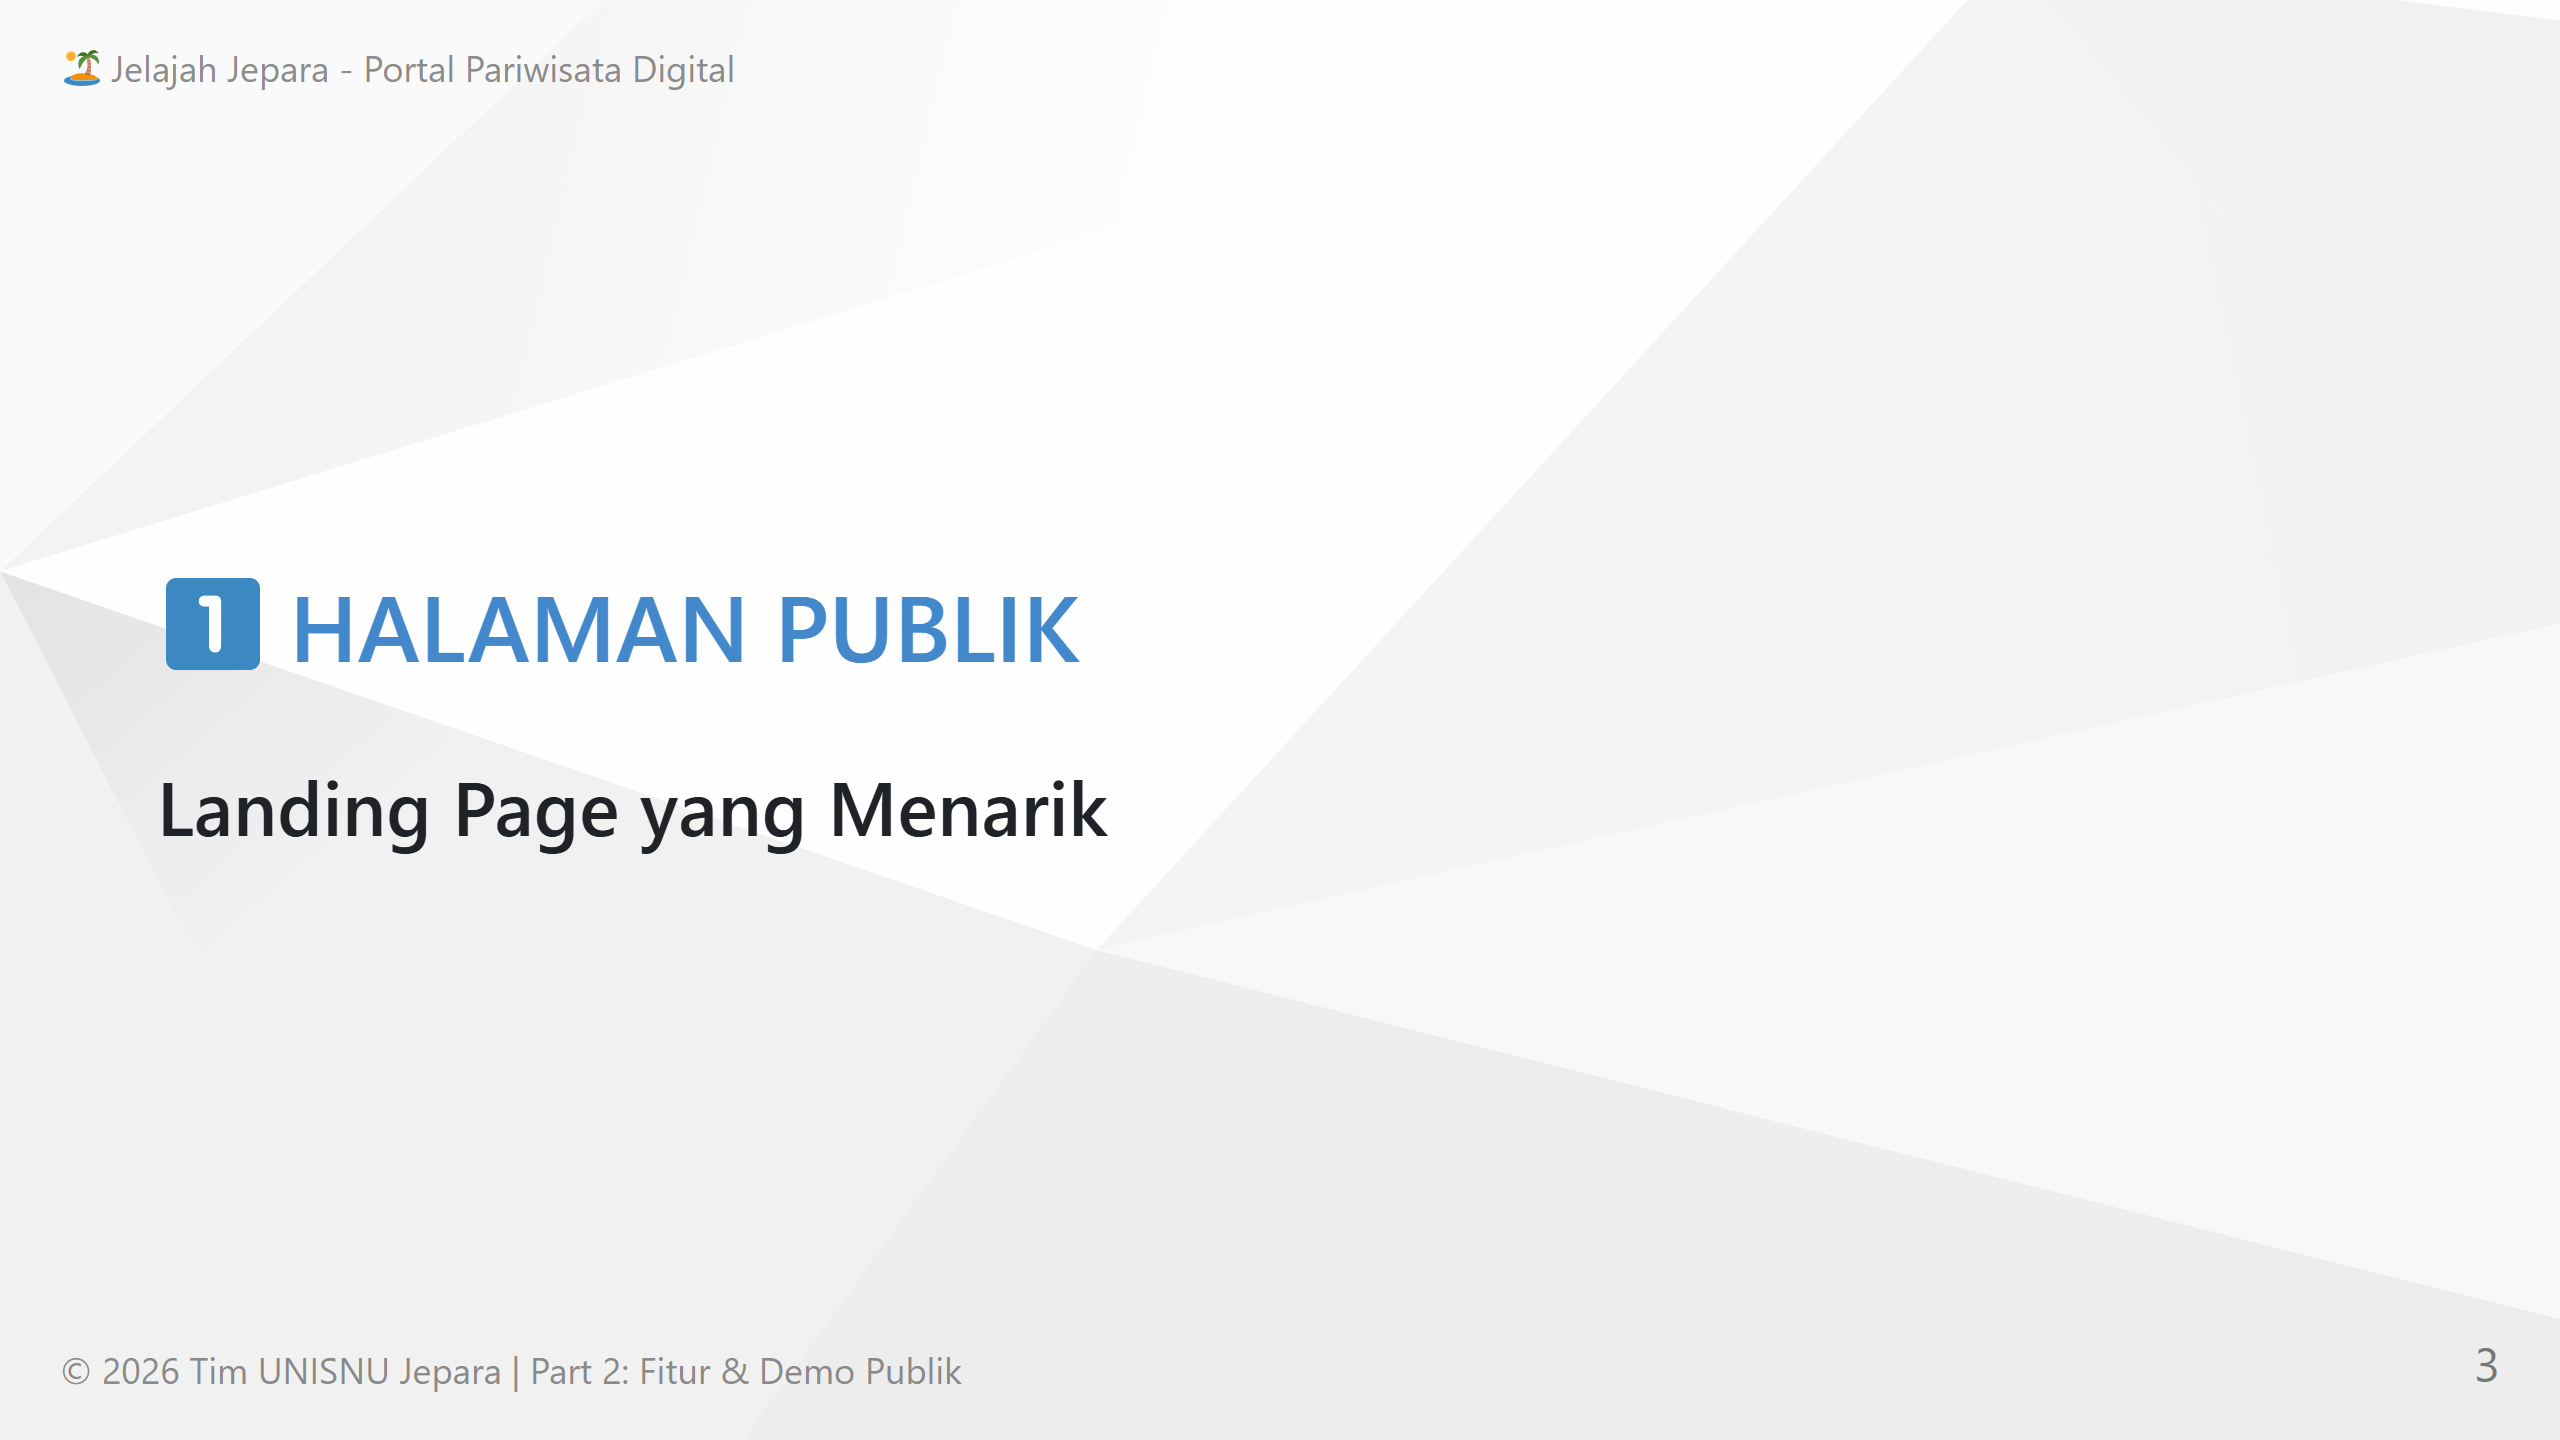 🏝️ Jelajah Jepara - Portal Pariwisata Digital
1️⃣ HALAMAN PUBLIK
Landing Page yang Menarik
© 2026 Tim UNISNU Jepara | Part 2: Fitur & Demo Publik
3